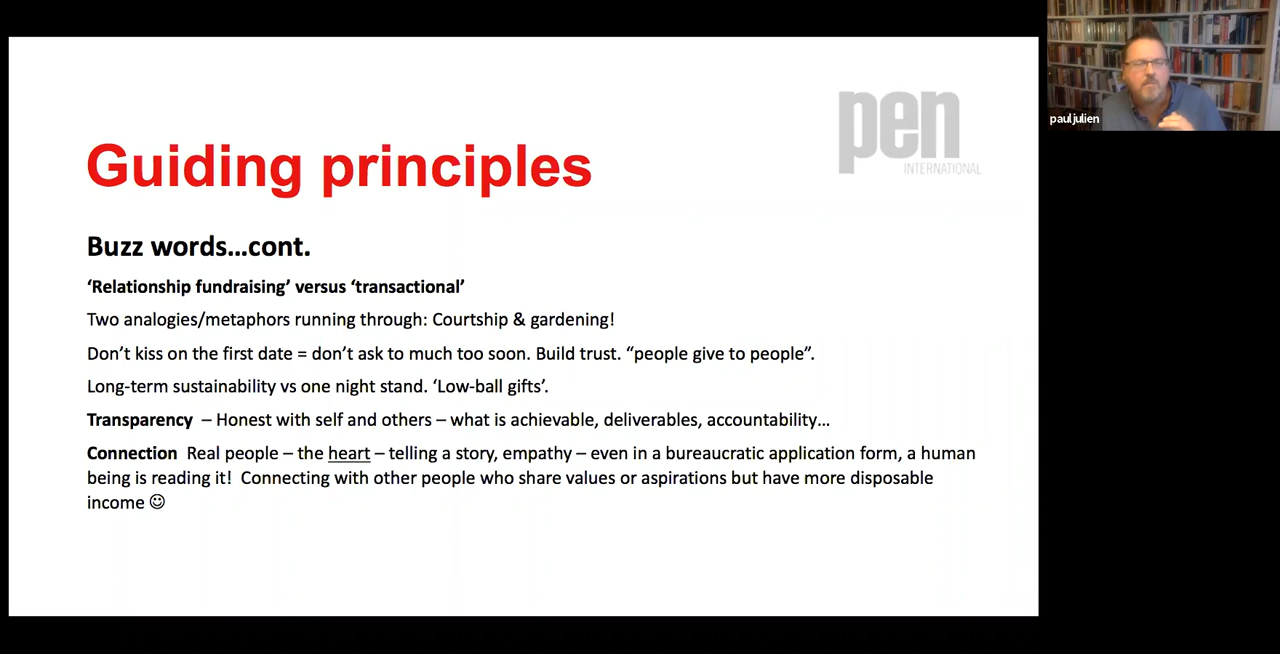 pen
INTERNATIONAL
pauljulien
Guiding principles
Buzz words...cont.
‘Relationship fundraising’ versus ‘transactional’
Two analogies/metaphors running through: Courtship & gardening!
Don’t kiss on the first date = don’t ask to much too soon. Build trust. “people give to people”.
Long-term sustainability vs one night stand. ‘Low-ball gifts’.
Transparency – Honest with self and others – what is achievable, deliverables, accountability...
Connection Real people – the heart – telling a story, empathy – even in a bureaucratic application form, a human
being is reading it! Connecting with other people who share values or aspirations but have more disposable
income ☺